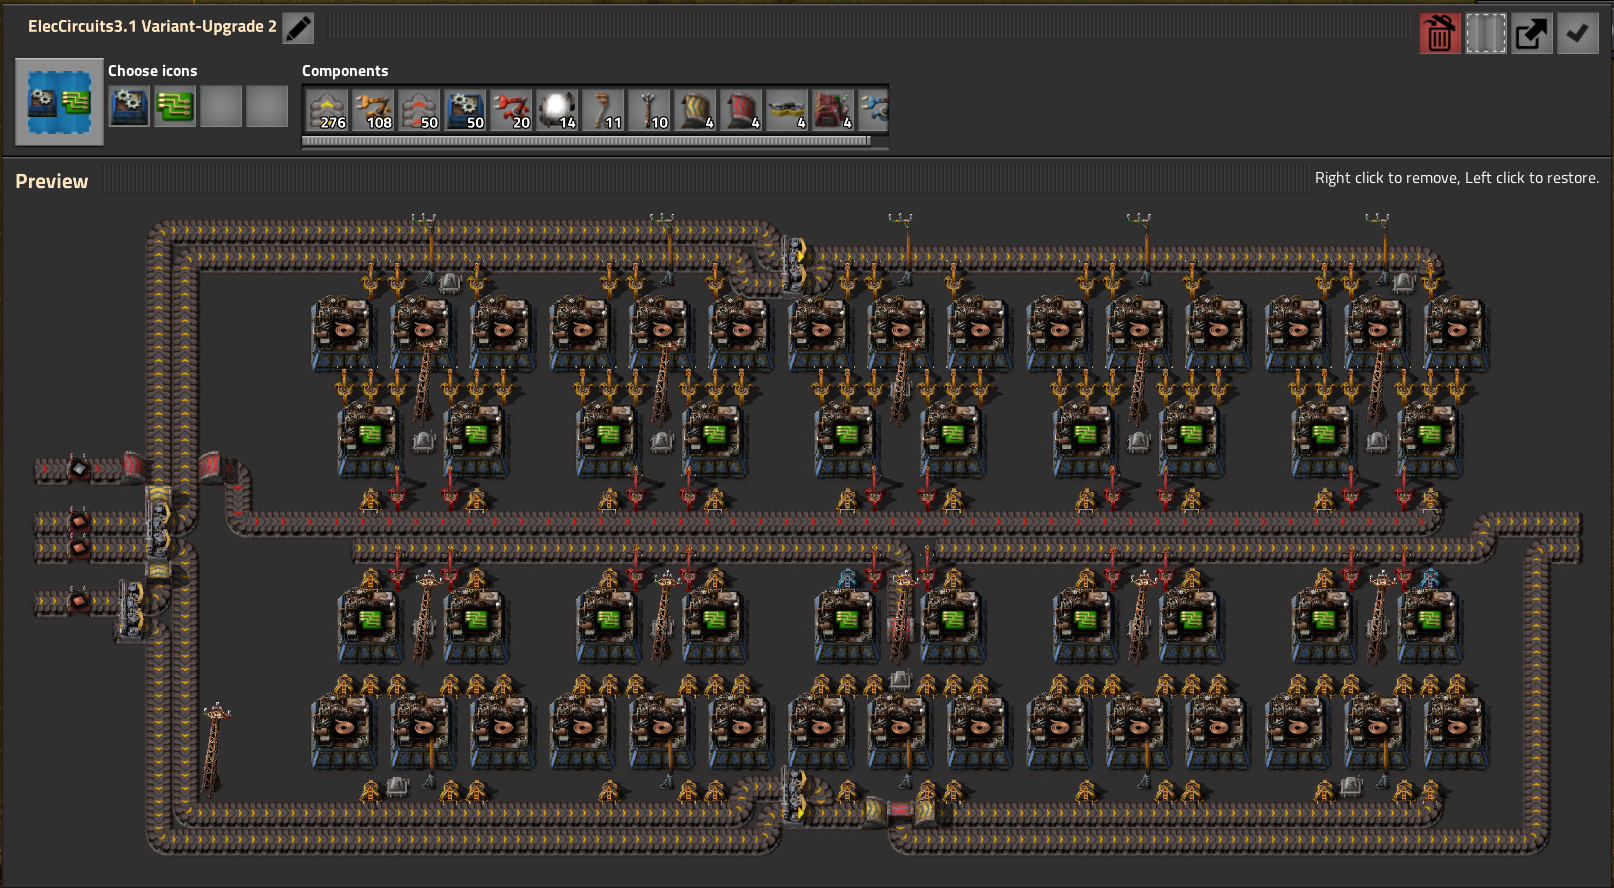 ElecCircuits3.1 Variant-Upgrade 2
Choose icons
Components
276 108 50 50 20 14 11 10 4 4 4 4
Preview
Right click to remove, Left click to restore.